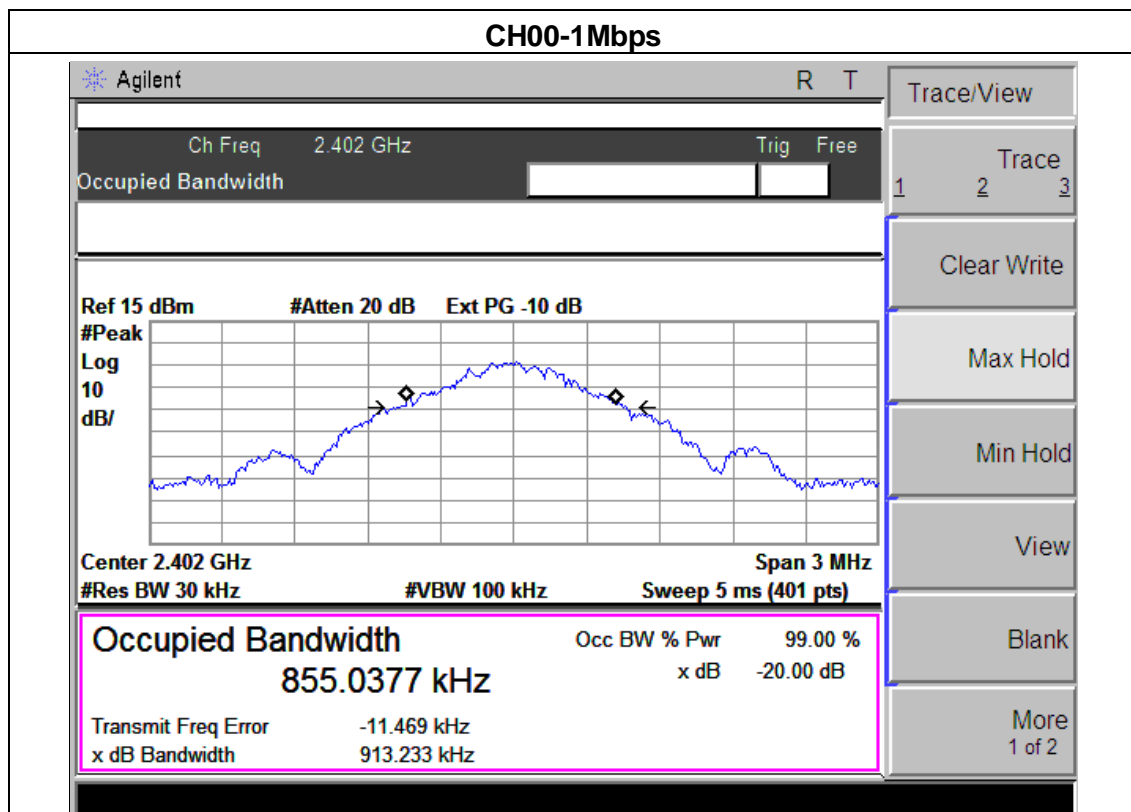 CH00-1Mbps
Agilent R T
Trace/View
Ch Freq 2.402 GHz Trig Free
Occupied Bandwidth
Trace
1 2 3
Clear Write
Ref 15 dBm #Atten 20 dB Ext PG -10 dB
#Peak
Log
10
dB/
Max Hold
Min Hold
View
Center 2.402 GHz Span 3 MHz
#Res BW 30 kHz #VBW 100 kHz Sweep 5 ms (401 pts)
Occupied Bandwidth Occ BW % Pwr 99.00 %
855.0377 kHz x dB -20.00 dB
Blank
Transmit Freq Error -11.469 kHz
x dB Bandwidth 913.233 kHz
More
1 of 2